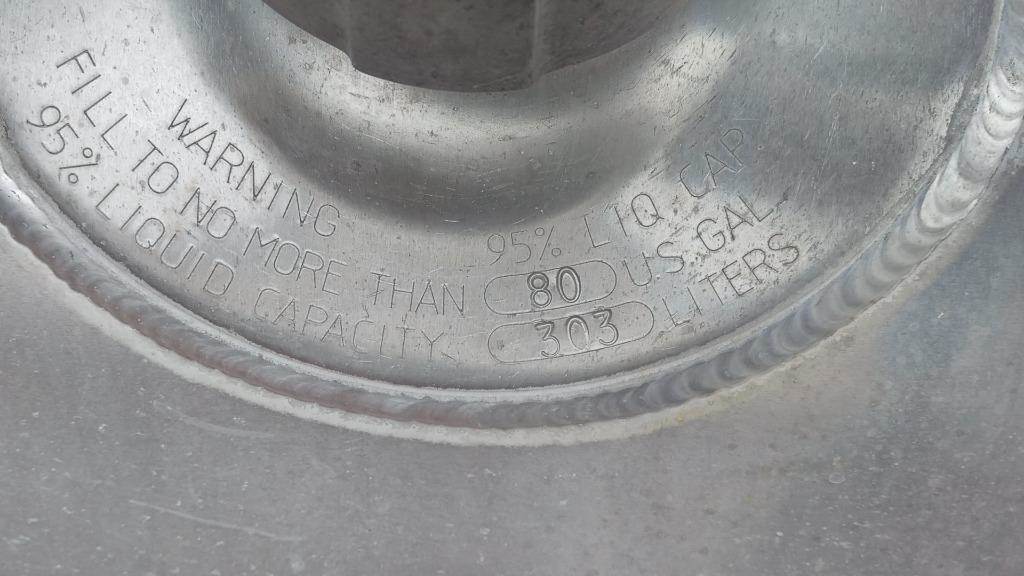 WARNING
FILL TO NO MORE THAN
95% LIQUID CAPACITY
95% LIQ CAP
80 US.GAL.
303 LITERS